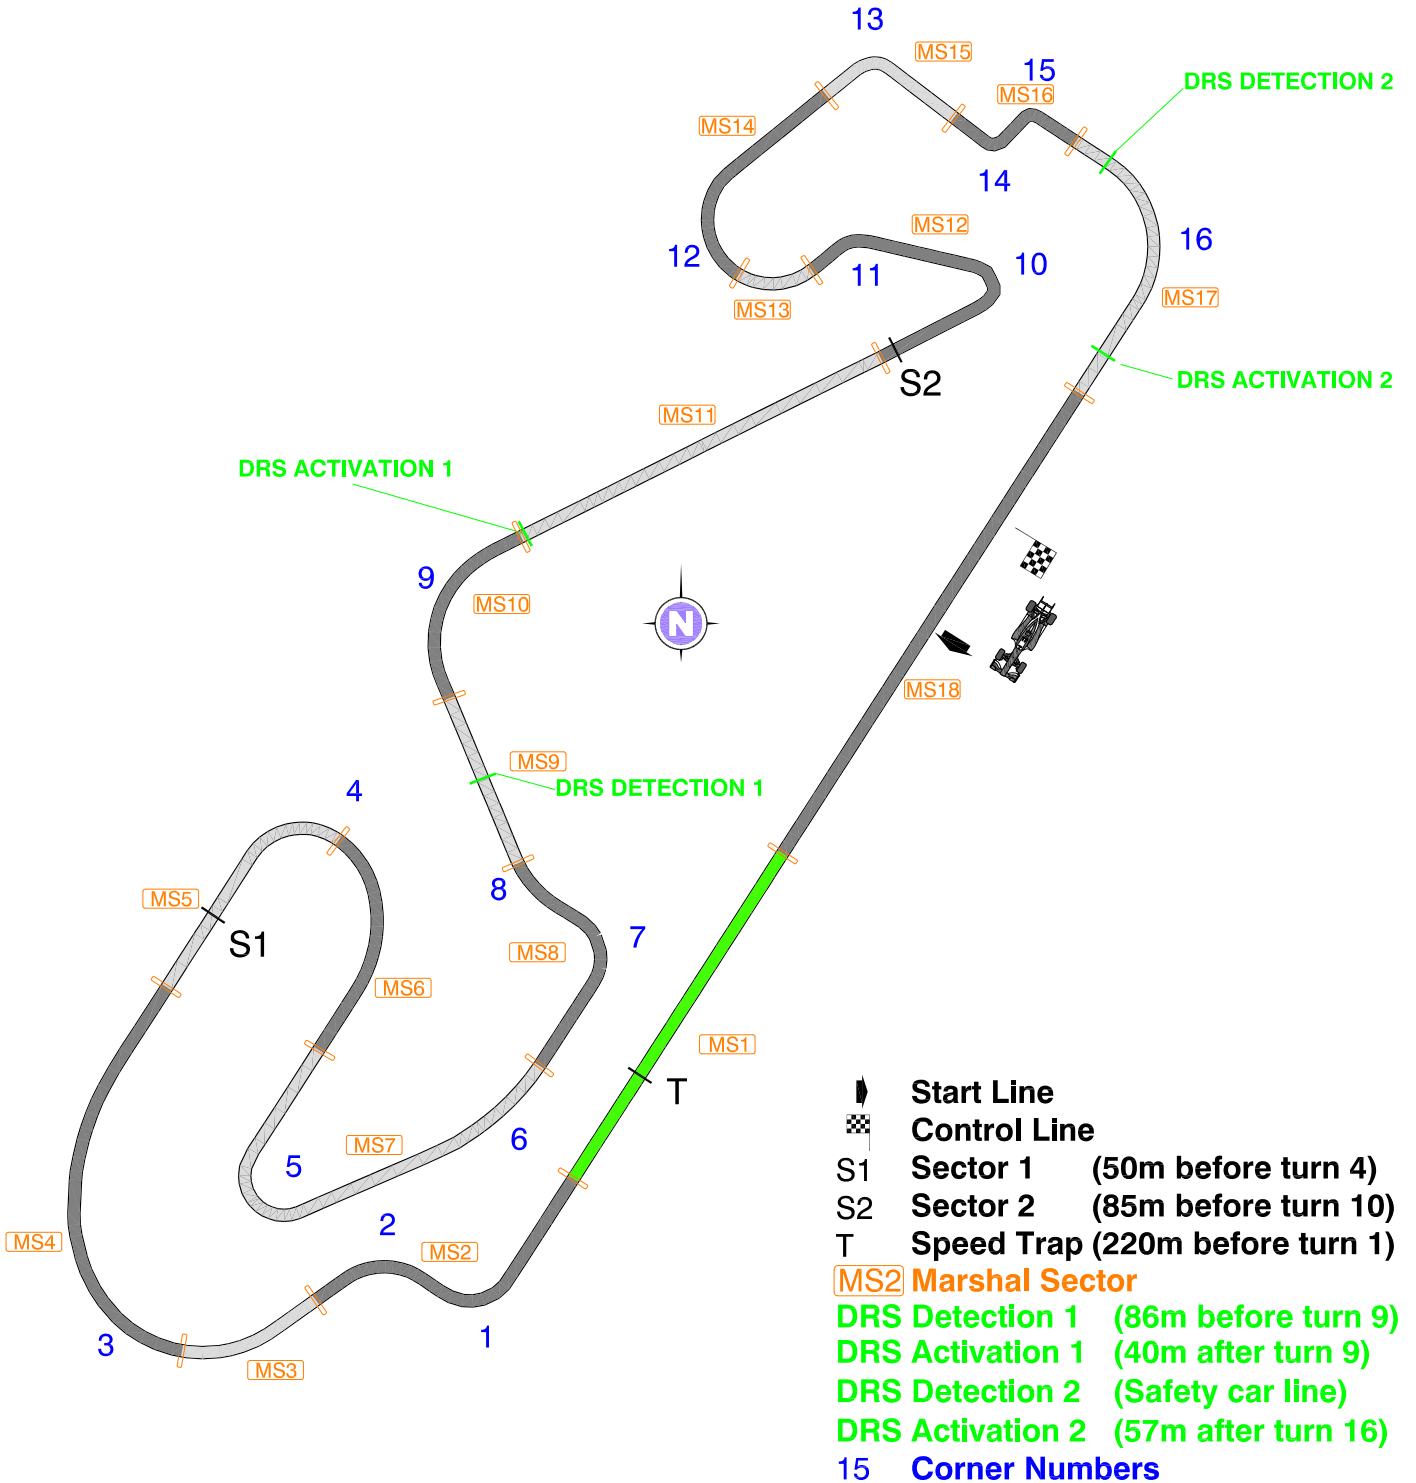 13
MS15
15
MS16
DRS DETECTION 2
MS14
14
MS12
16
12
11
10
MS13
MS17
S2
DRS ACTIVATION 2
MS11
DRS ACTIVATION 1
9
MS10
N
MS18
MS9
DRS DETECTION 1
4
8
MS5
S1
7
MS8
MS6
MS1
T
6
MS7
5
2
MS4
MS2
3
1
MS3
Start Line
Control Line
S1 Sector 1 (50m before turn 4)
S2 Sector 2 (85m before turn 10)
T Speed Trap (220m before turn 1)
MS2 Marshal Sector
DRS Detection 1 (86m before turn 9)
DRS Activation 1 (40m after turn 9)
DRS Detection 2 (Safety car line)
DRS Activation 2 (57m after turn 16)
15 Corner Numbers